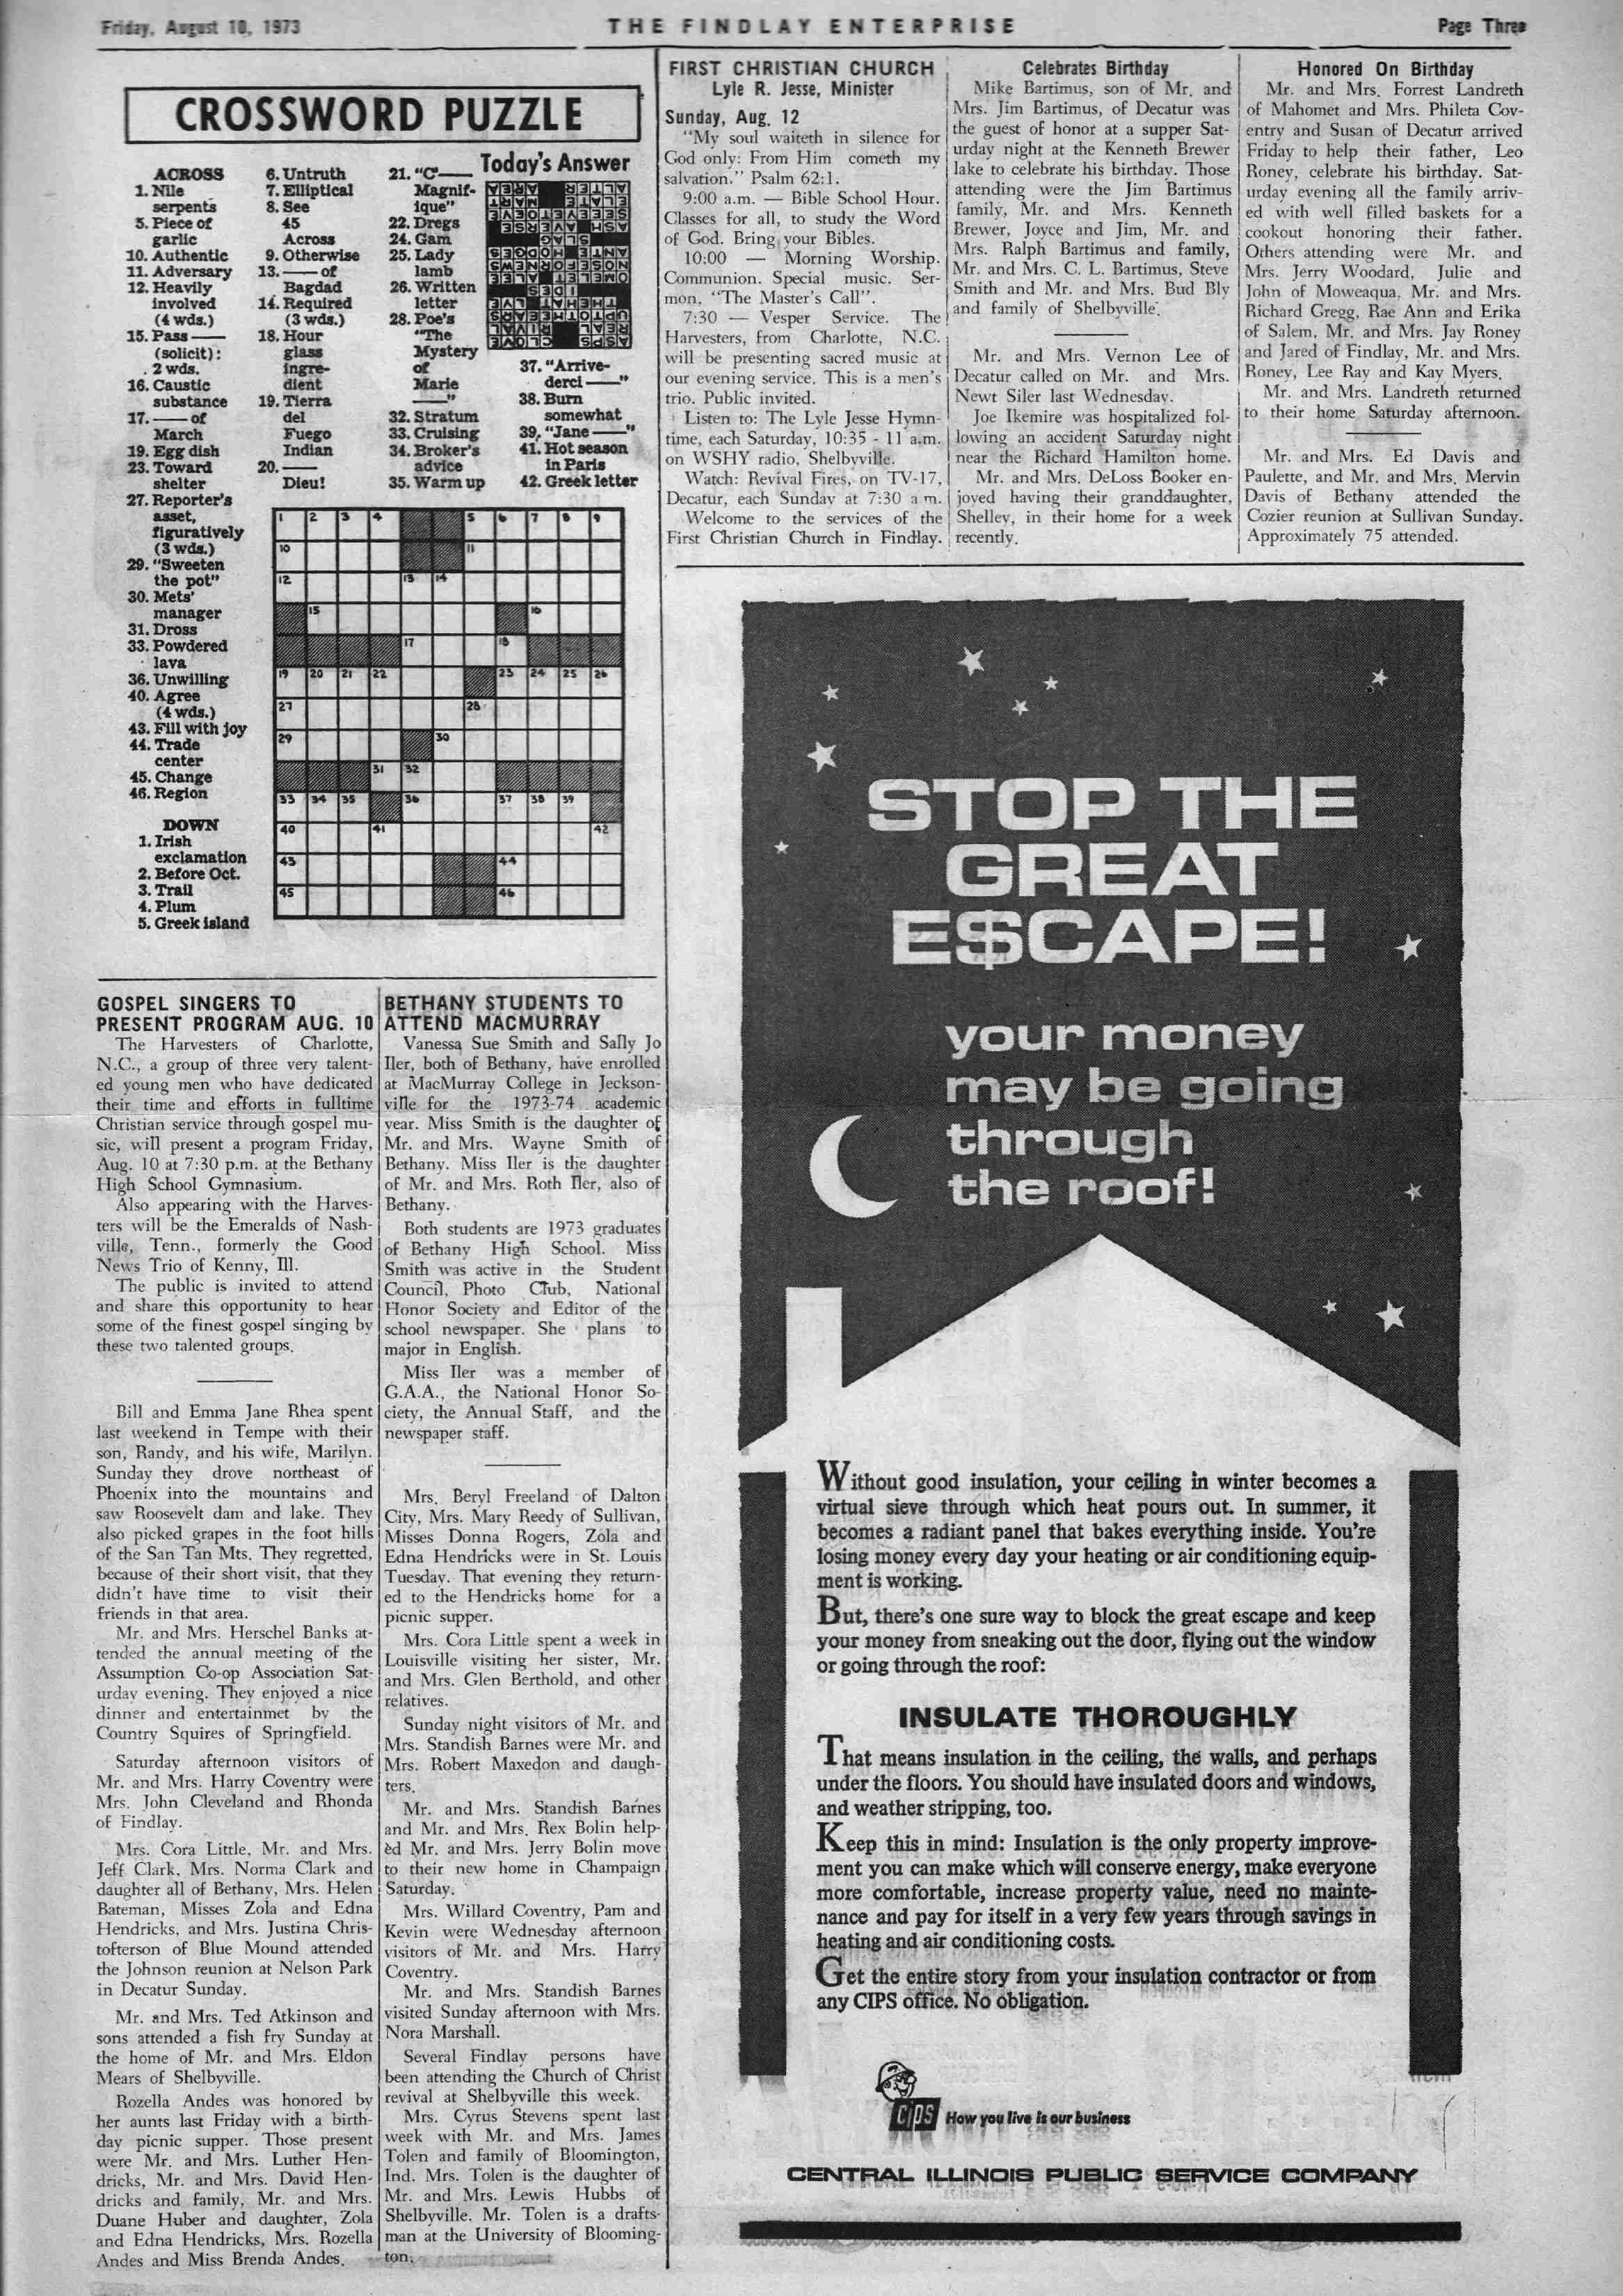 Friday, August 10, 1973
THE FINDLAY ENTERPRISE
Page Three
CROSSWORD PUZZLE
ACROSS
1. Nile
serpents
5. Piece of
garlic
10. Authentic
11. Adversary
12. Heavily
involved
(4 wds.)
15. Pass ——
(solicit):
2 wds.
16. Caustic
substance
17. —— of
March
19. Egg dish
23. Toward
shelter
27. Reporter's
asset,
figuratively
(3 wds.)
29. "Sweeten
the pot"
30. Mets'
manager
31. Dross
33. Powdered
lava
36. Unwilling
40. Agree
(4 wds.)
43. Fill with joy
44. Trade
center
45. Change
46. Region
DOWN
1. Irish
exclamation
2. Before Oct.
3. Trail
4. Plum
5. Greek island
6. Untruth
7. Elliptical
8. See
45
Across
9. Otherwise
13. —— of
Bagdad
14. Required
(3 wds.)
18. Hour
glass
ingre-
dient
19. Tierra
del
Fuego
Indian
20. ——
Dieu!
21. "C'——
Magnif-
ique"
22. Dregs
24. Gam
25. Lady
lamb
26. Written
letter
28. Poe's
"The
Mystery
of
Marie
——"
32. Stratum
33. Cruising
34. Broker's
advice
35. Warm up
Today's Answer
37. "Arrive-
derci ——"
38. Burn
somewhat
39. "Jane ——"
41. Hot season
in Paris
42. Greek letter
1 2 3 4 5 6 7 8 9
10 11
12 13 14
15 16
17 18
19 20 21 22 23 24 25 26
27 28
29 30
31 32
33 34 35 36 37 38 39
40 41 42
43 44
45 46
GOSPEL SINGERS TO
PRESENT PROGRAM AUG. 10
The Harvesters of Charlotte,
N.C., a group of three very talent-
ed young men who have dedicated
their time and efforts in fulltime
Christian service through gospel mu-
sic, will present a program Friday,
Aug. 10 at 7:30 p.m. at the Bethany
High School Gymnasium.
Also appearing with the Harves-
ters will be the Emeralds of Nash-
ville, Tenn., formerly the Good
News Trio of Kenny, Ill.
The public is invited to attend
and share this opportunity to hear
some of the finest gospel singing by
these two talented groups.
Bill and Emma Jane Rhea spent
last weekend in Tempe with their
son, Randy, and his wife, Marilyn.
Sunday they drove northeast of
Phoenix into the mountains and
saw Roosevelt dam and lake. They
also picked grapes in the foot hills
of the San Tan Mts. They regretted,
because of their short visit, that they
didn't have time to visit their
friends in that area.
Mr. and Mrs. Herschel Banks at-
tended the annual meeting of the
Assumption Co-op Association Sat-
urday evening. They enjoyed a nice
dinner and entertainmet by the
Country Squires of Springfield.
Saturday afternoon visitors of
Mr. and Mrs. Harry Coventry were
Mrs. John Cleveland and Rhonda
of Findlay.
Mrs. Cora Little, Mr. and Mrs.
Jeff Clark, Mrs. Norma Clark and
daughter all of Bethany, Mrs. Helen
Bateman, Misses Zola and Edna
Hendricks, and Mrs. Justina Chris-
tofterson of Blue Mound attended
the Johnson reunion at Nelson Park
in Decatur Sunday.
Mr. and Mrs. Ted Atkinson and
sons attended a fish fry Sunday at
the home of Mr. and Mrs. Eldon
Mears of Shelbyville.
Rozella Andes was honored by
her aunts last Friday with a birth-
day picnic supper. Those present
were Mr. and Mrs. Luther Hen-
dricks, Mr. and Mrs. David Hen-
dricks and family, Mr. and Mrs.
Duane Huber and daughter, Zola
and Edna Hendricks, Mrs. Rozella
Andes and Miss Brenda Andes.
BETHANY STUDENTS TO
ATTEND MACMURRAY
Vanessa Sue Smith and Sally Jo
Iler, both of Bethany, have enrolled
at MacMurray College in Jeckson-
ville for the 1973-74 academic
year. Miss Smith is the daughter of
Mr. and Mrs. Wayne Smith of
Bethany. Miss Iler is the daughter
of Mr. and Mrs. Roth Iler, also of
Bethany.
Both students are 1973 graduates
of Bethany High School. Miss
Smith was active in the Student
Council, Photo Club, National
Honor Society and Editor of the
school newspaper. She plans to
major in English.
Miss Iler was a member of
G.A.A., the National Honor So-
ciety, the Annual Staff, and the
newspaper staff.
Mrs. Beryl Freeland of Dalton
City, Mrs. Mary Reedy of Sullivan,
Misses Donna Rogers, Zola and
Edna Hendricks were in St. Louis
Tuesday. That evening they return-
ed to the Hendricks home for a
picnic supper.
Mrs. Cora Little spent a week in
Louisville visiting her sister, Mr.
and Mrs. Glen Berthold, and other
relatives.
Sunday night visitors of Mr. and
Mrs. Standish Barnes were Mr. and
Mrs. Robert Maxedon and daugh-
ters.
Mr. and Mrs. Standish Barnes
and Mr. and Mrs. Rex Bolin help-
ed Mr. and Mrs. Jerry Bolin move
to their new home in Champaign
Saturday.
Mrs. Willard Coventry, Pam and
Kevin were Wednesday afternoon
visitors of Mr. and Mrs. Harry
Coventry.
Mr. and Mrs. Standish Barnes
visited Sunday afternoon with Mrs.
Nora Marshall.
Several Findlay persons have
been attending the Church of Christ
revival at Shelbyville this week.
Mrs. Cyrus Stevens spent last
week with Mr. and Mrs. James
Tolen and family of Bloomington,
Ind. Mrs. Tolen is the daughter of
Mr. and Mrs. Lewis Hubbs of
Shelbyville. Mr. Tolen is a drafts-
man at the University of Blooming-
ton.
FIRST CHRISTIAN CHURCH
Lyle R. Jesse, Minister
Sunday, Aug. 12
"My soul waiteth in silence for
God only: From Him cometh my
salvation." Psalm 62:1.
9:00 a.m. — Bible School Hour.
Classes for all, to study the Word
of God. Bring your Bibles.
10:00 — Morning Worship.
Communion. Special music. Ser-
mon, "The Master's Call".
7:30 — Vesper Service. The
Harvesters, from Charlotte, N.C.
will be presenting sacred music at
our evening service. This is a men's
trio. Public invited.
Listen to: The Lyle Jesse Hymn-
time, each Saturday, 10:35 - 11 a.m.
on WSHY radio, Shelbyville.
Watch: Revival Fires, on TV-17,
Decatur, each Sunday at 7:30 a.m.
Welcome to the services of the
First Christian Church in Findlay.
Celebrates Birthday
Mike Bartimus, son of Mr. and
Mrs. Jim Bartimus, of Decatur was
the guest of honor at a supper Sat-
urday night at the Kenneth Brewer
lake to celebrate his birthday. Those
attending were the Jim Bartimus
family, Mr. and Mrs. Kenneth
Brewer, Joyce and Jim, Mr. and
Mrs. Ralph Bartimus and family,
Mr. and Mrs. C. L. Bartimus, Steve
Smith and Mr. and Mrs. Bud Bly
and family of Shelbyville.
Mr. and Mrs. Vernon Lee of
Decatur called on Mr. and Mrs.
Newt Siler last Wednesday.
Joe Ikemire was hospitalized fol-
lowing an accident Saturday night
near the Richard Hamilton home.
Mr. and Mrs. DeLoss Booker en-
joyed having their granddaughter,
Shelley, in their home for a week
recently.
Honored On Birthday
Mr. and Mrs. Forrest Landreth
of Mahomet and Mrs. Phileta Cov-
entry and Susan of Decatur arrived
Friday to help their father, Leo
Roney, celebrate his birthday. Sat-
urday evening all the family arriv-
ed with well filled baskets for a
cookout honoring their father.
Others attending were Mr. and
Mrs. Jerry Woodard, Julie and
John of Moweaqua, Mr. and Mrs.
Richard Gregg, Rae Ann and Erika
of Salem, Mr. and Mrs. Jay Roney
and Jared of Findlay, Mr. and Mrs.
Roney, Lee Ray and Kay Myers.
Mr. and Mrs. Landreth returned
to their home Saturday afternoon.
Mr. and Mrs. Ed Davis and
Paulette, and Mr. and Mrs. Mervin
Davis of Bethany attended the
Cozier reunion at Sullivan Sunday.
Approximately 75 attended.
STOP THE
GREAT
E$CAPE!
your money
may be going
through
the roof!
Without good insulation, your ceiling in winter becomes a
virtual sieve through which heat pours out. In summer, it
becomes a radiant panel that bakes everything inside. You're
losing money every day your heating or air conditioning equip-
ment is working.
But, there's one sure way to block the great escape and keep
your money from sneaking out the door, flying out the window
or going through the roof:
INSULATE THOROUGHLY
That means insulation in the ceiling, the walls, and perhaps
under the floors. You should have insulated doors and windows,
and weather stripping, too.
Keep this in mind: Insulation is the only property improve-
ment you can make which will conserve energy, make everyone
more comfortable, increase property value, need no mainte-
nance and pay for itself in a very few years through savings in
heating and air conditioning costs.
Get the entire story from your insulation contractor or from
any CIPS office. No obligation.
CIPS How you live is our business
CENTRAL ILLINOIS PUBLIC SERVICE COMPANY